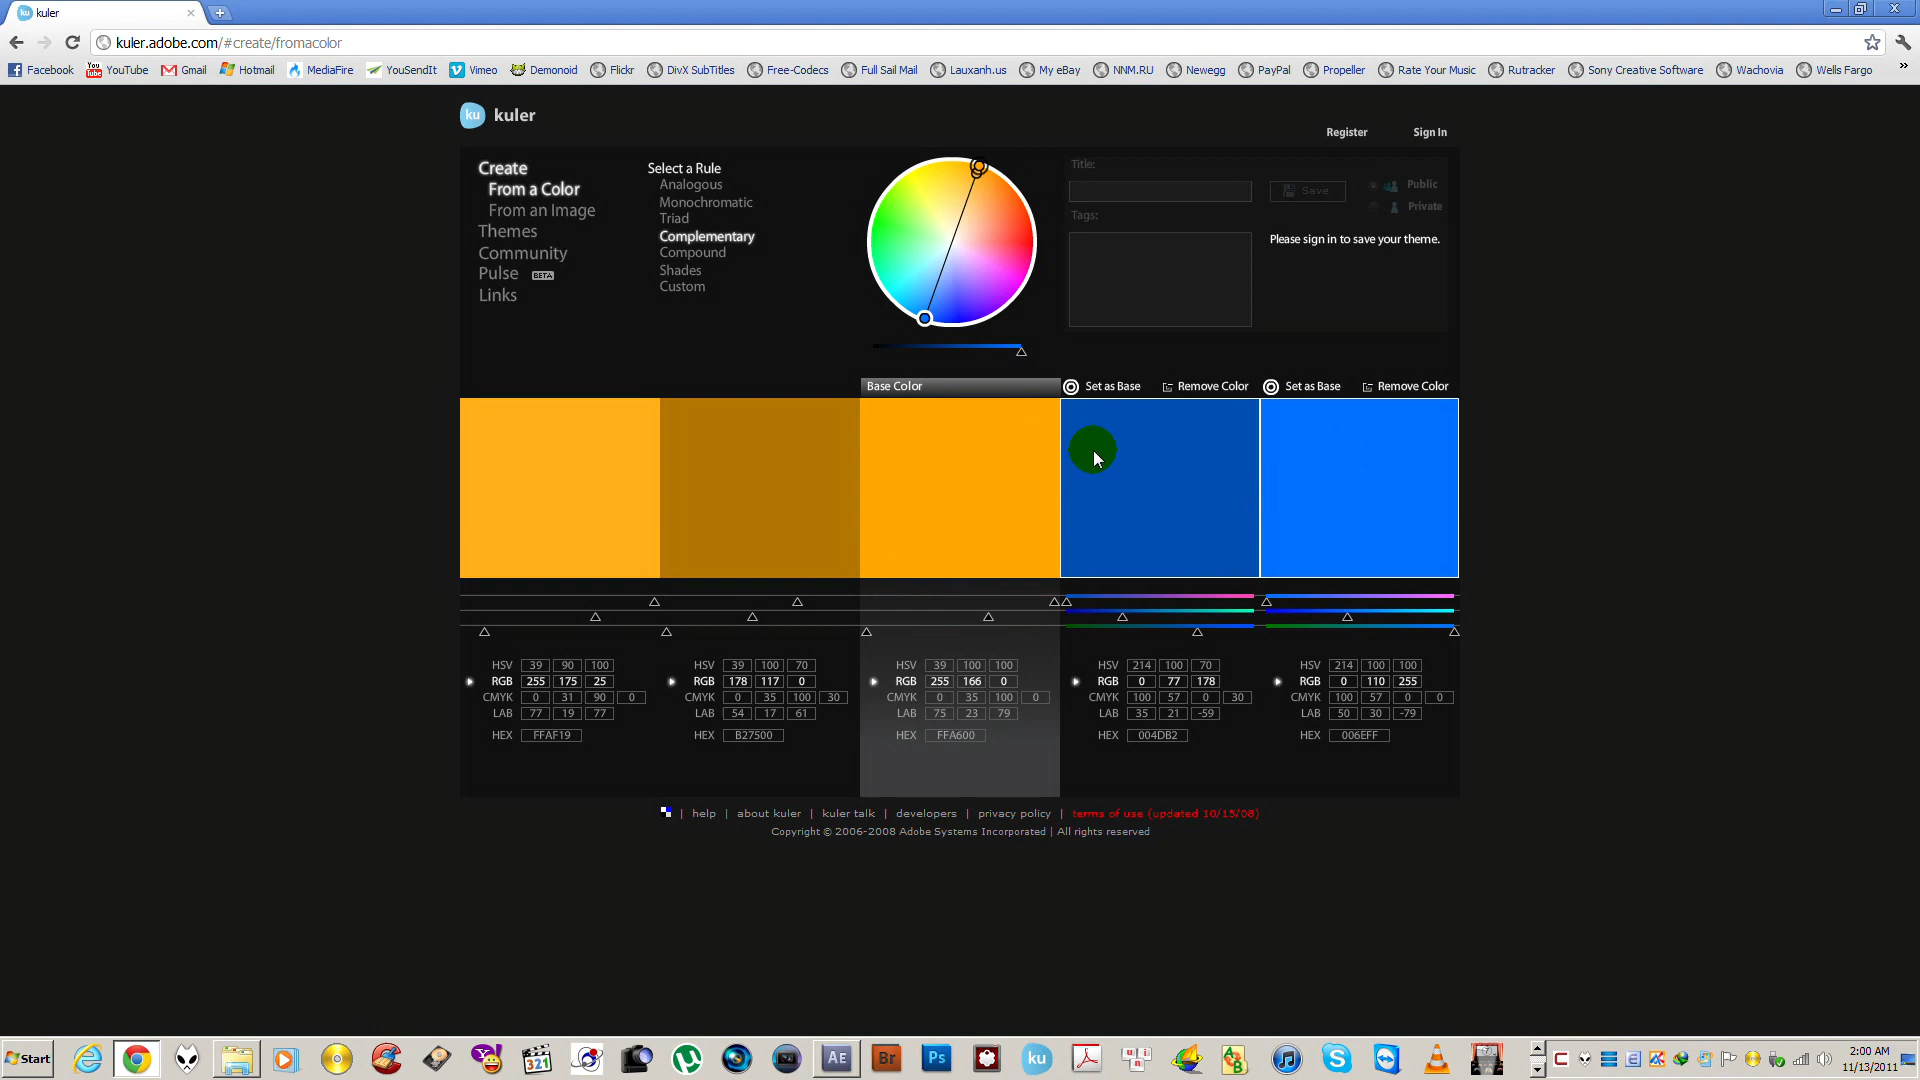 kuler
kuler.adobe.com/#create/fromacolor
Facebook YouTube Gmail Hotmail MediaFire YouSendIt Vimeo Demonoid Flickr DivX SubTitles Free-Codecs Full Sail Mail Lauxanh.us My eBay NNM.RU Newegg PayPal Propeller Rate Your Music Rutracker Sony Creative Software Wachovia Wells Fargo »
ku kuler
Register Sign In
Create
From a Color
From an Image
Themes
Community
Pulse BETA
Links
Select a Rule
Analogous
Monochromatic
Triad
Complementary
Compound
Shades
Custom
Title:
Save
Public
Private
Tags:
Please sign in to save your theme.
Base Color Set as Base Remove Color Set as Base Remove Color
HSV 39 90 100
RGB 255 175 25
CMYK 0 31 90 0
LAB 77 19 77
HEX FFAF19
HSV 39 100 70
RGB 178 117 0
CMYK 0 35 100 30
LAB 54 17 61
HEX B27500
HSV 39 100 100
RGB 255 166 0
CMYK 0 35 100 0
LAB 75 23 79
HEX FFA600
HSV 214 100 70
RGB 0 77 178
CMYK 100 57 0 30
LAB 35 21 -59
HEX 004DB2
HSV 214 100 100
RGB 0 110 255
CMYK 100 57 0 0
LAB 50 30 -79
HEX 006EFF
| help | about kuler | kuler talk | developers | privacy policy | terms of use (updated 10/15/08)
Copyright © 2006-2008 Adobe Systems Incorporated | All rights reserved
Start 321 Ae Br Ps ku 2:00 AM
11/13/2011